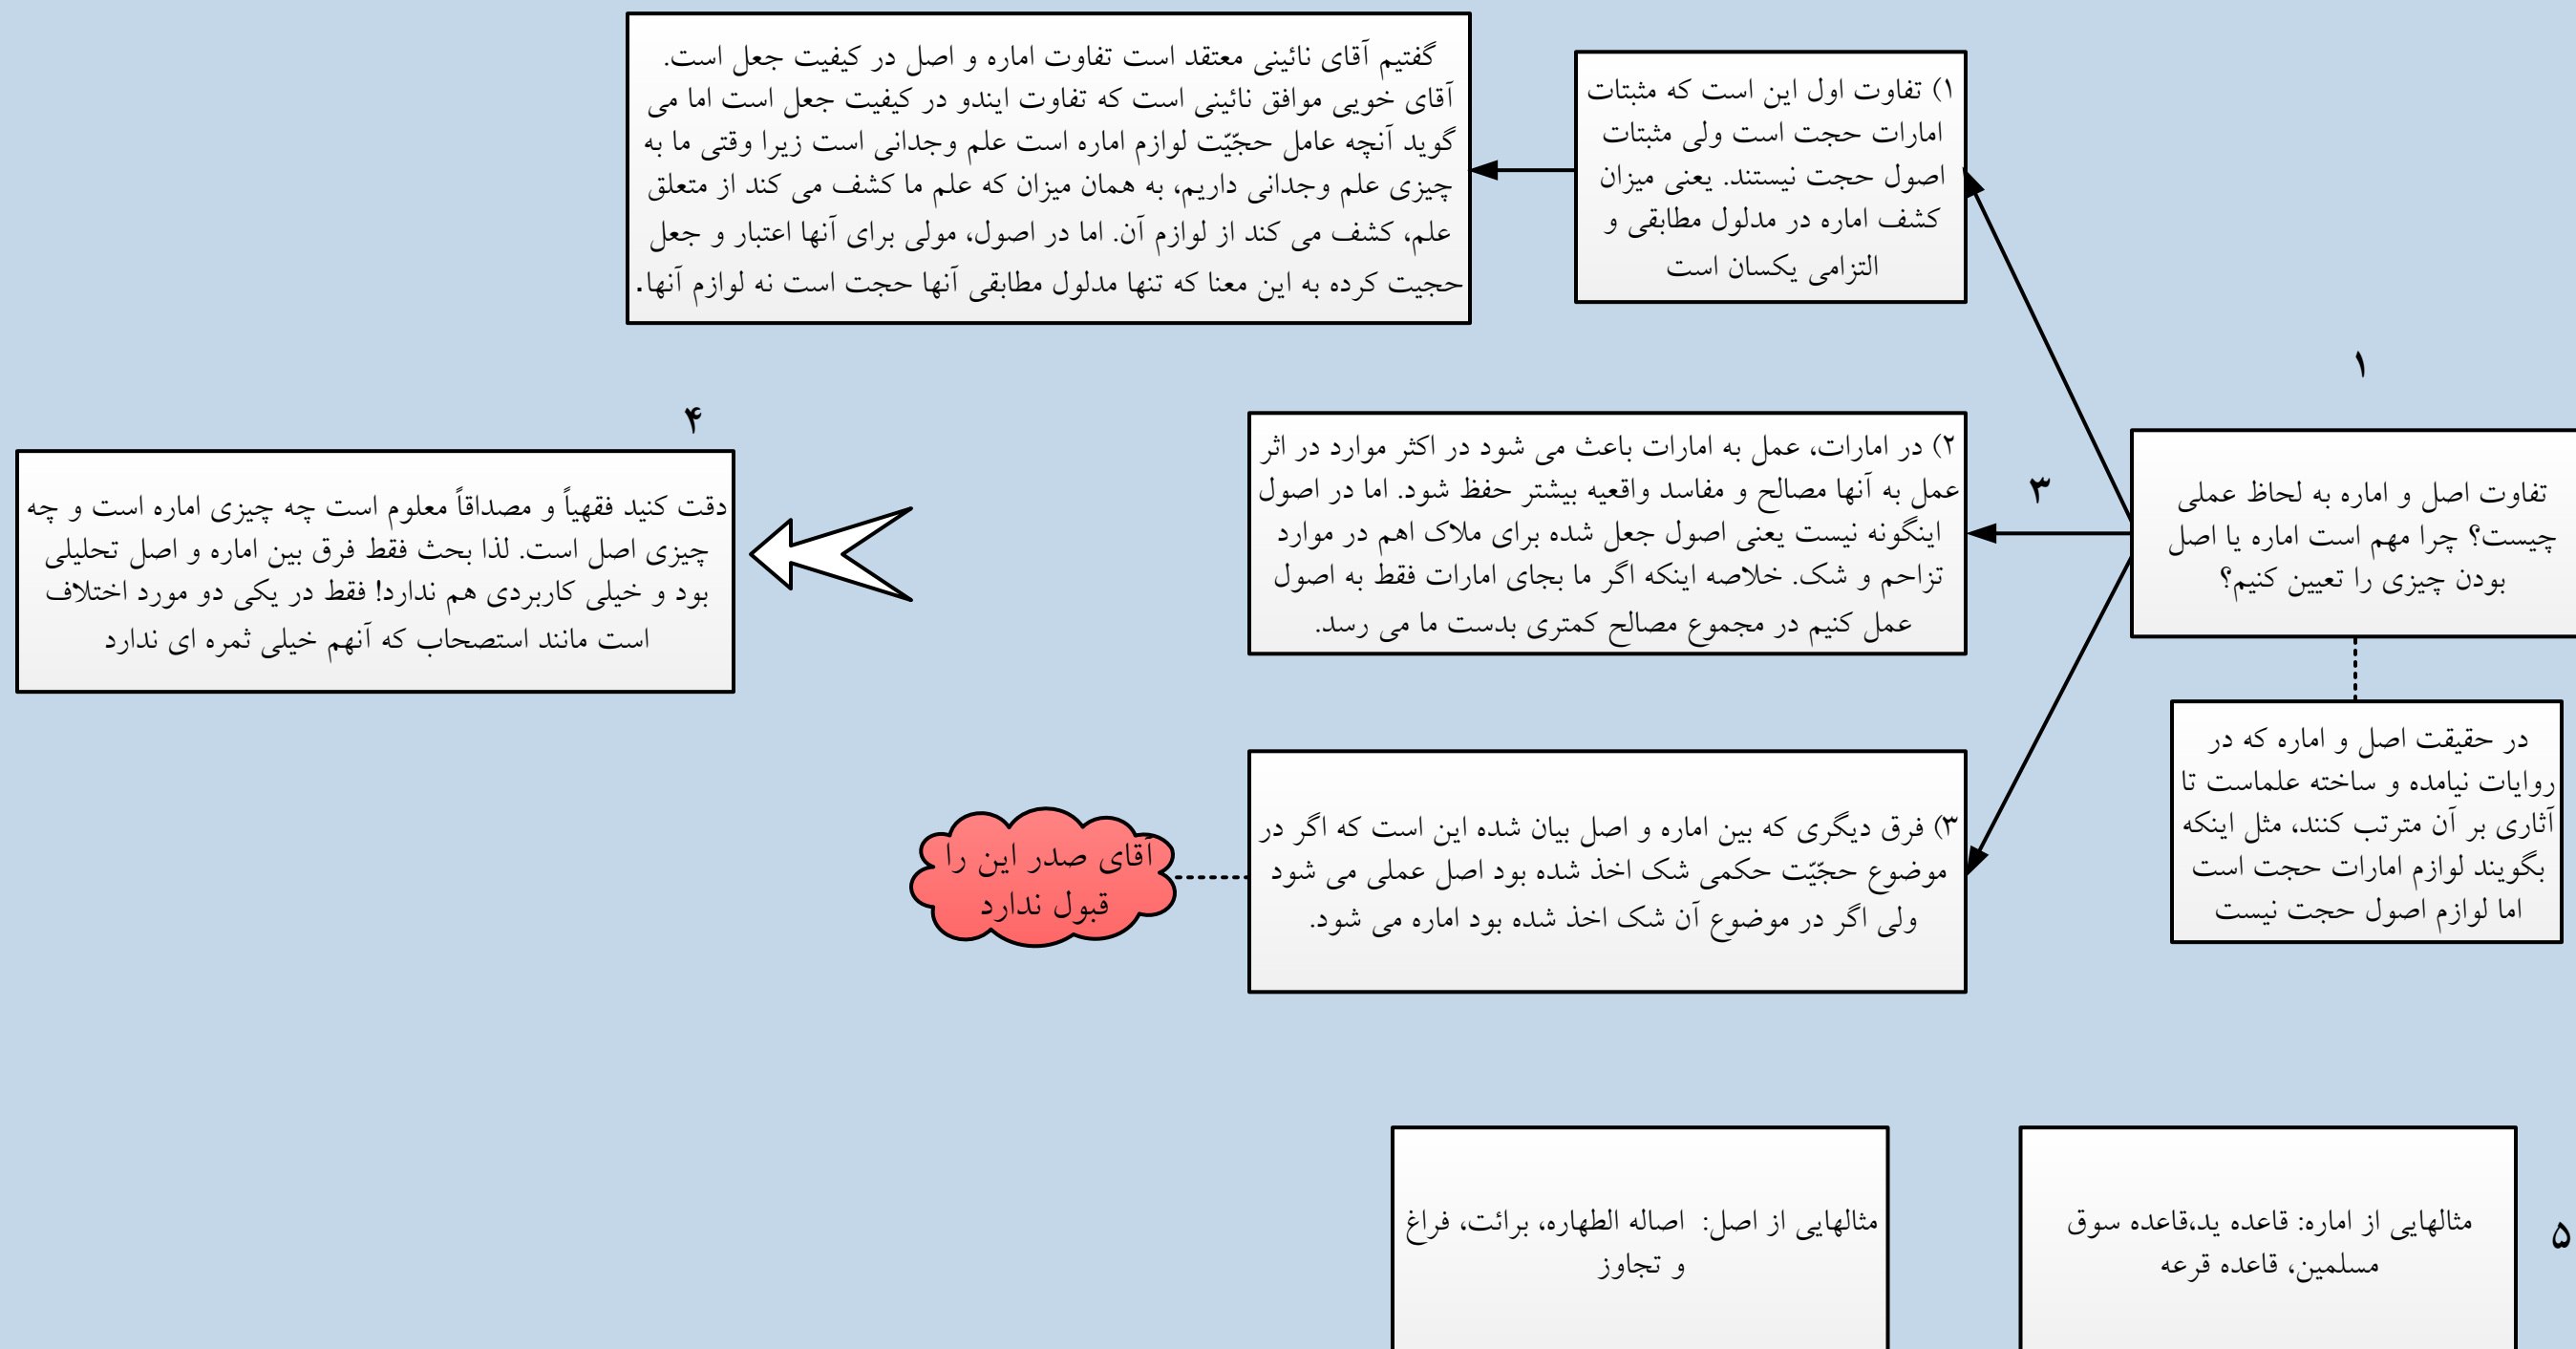 ۱
تفاوت اصل و اماره به لحاظ عملی
چیست؟ چرا مهم است اماره یا اصل
بودن چیزی را تعیین کنیم؟
در حقیقت اصل و اماره که در
روایات نیامده و ساخته علماست تا
آثاری بر آن مترتب کنند، مثل اینکه
بگویند لوازم امارات حجت است
اما لوازم اصول حجت نیست
۳
۱) تفاوت اول این است که مثبتات
امارات حجت است ولی مثبتات
اصول حجت نیستند. یعنی میزان
کشف اماره در مدلول مطابقی و
التزامی یکسان است
گفتیم آقای نائینی معتقد است تفاوت اماره و اصل در کیفیت جعل است.
آقای خویی موافق نائینی است که تفاوت ایندو در کیفیت جعل است اما می
گوید آنچه عامل حجّیّت لوازم اماره است علم وجدانی است زیرا وقتی ما به
چیزی علم وجدانی داریم، به همان میزان که علم ما کشف می کند از متعلق
علم، کشف می کند از لوازم آن. اما در اصول، مولی برای آنها اعتبار و جعل
حجیت کرده به این معنا که تنها مدلول مطابقی آنها حجت است نه لوازم آنها.
۲) در امارات، عمل به امارات باعث می شود در اکثر موارد در اثر
عمل به آنها مصالح و مفاسد واقعیه بیشتر حفظ شود. اما در اصول
اینگونه نیست یعنی اصول جعل شده برای ملاک اهم در موارد
تزاحم و شک. خلاصه اینکه اگر ما بجای امارات فقط به اصول
عمل کنیم در مجموع مصالح کمتری بدست ما می رسد.
۳) فرق دیگری که بین اماره و اصل بیان شده این است که اگر در
موضوع حجّیّت حکمی شک اخذ شده بود اصل عملی می شود
ولی اگر در موضوع آن شک اخذ شده بود اماره می شود.
آقای صدر این را
قبول ندارد
۴
دقت کنید فقهیاً و مصداقاً معلوم است چه چیزی اماره است و چه
چیزی اصل است. لذا بحث فقط فرق بین اماره و اصل تحلیلی
بود و خیلی کاربردی هم ندارد! فقط در یکی دو مورد اختلاف
است مانند استصحاب که آنهم خیلی ثمره ای ندارد
۵
مثالهایی از اماره: قاعده ید،قاعده سوق
مسلمین، قاعده قرعه
مثالهایی از اصل: اصاله الطهاره، برائت، فراغ
و تجاوز